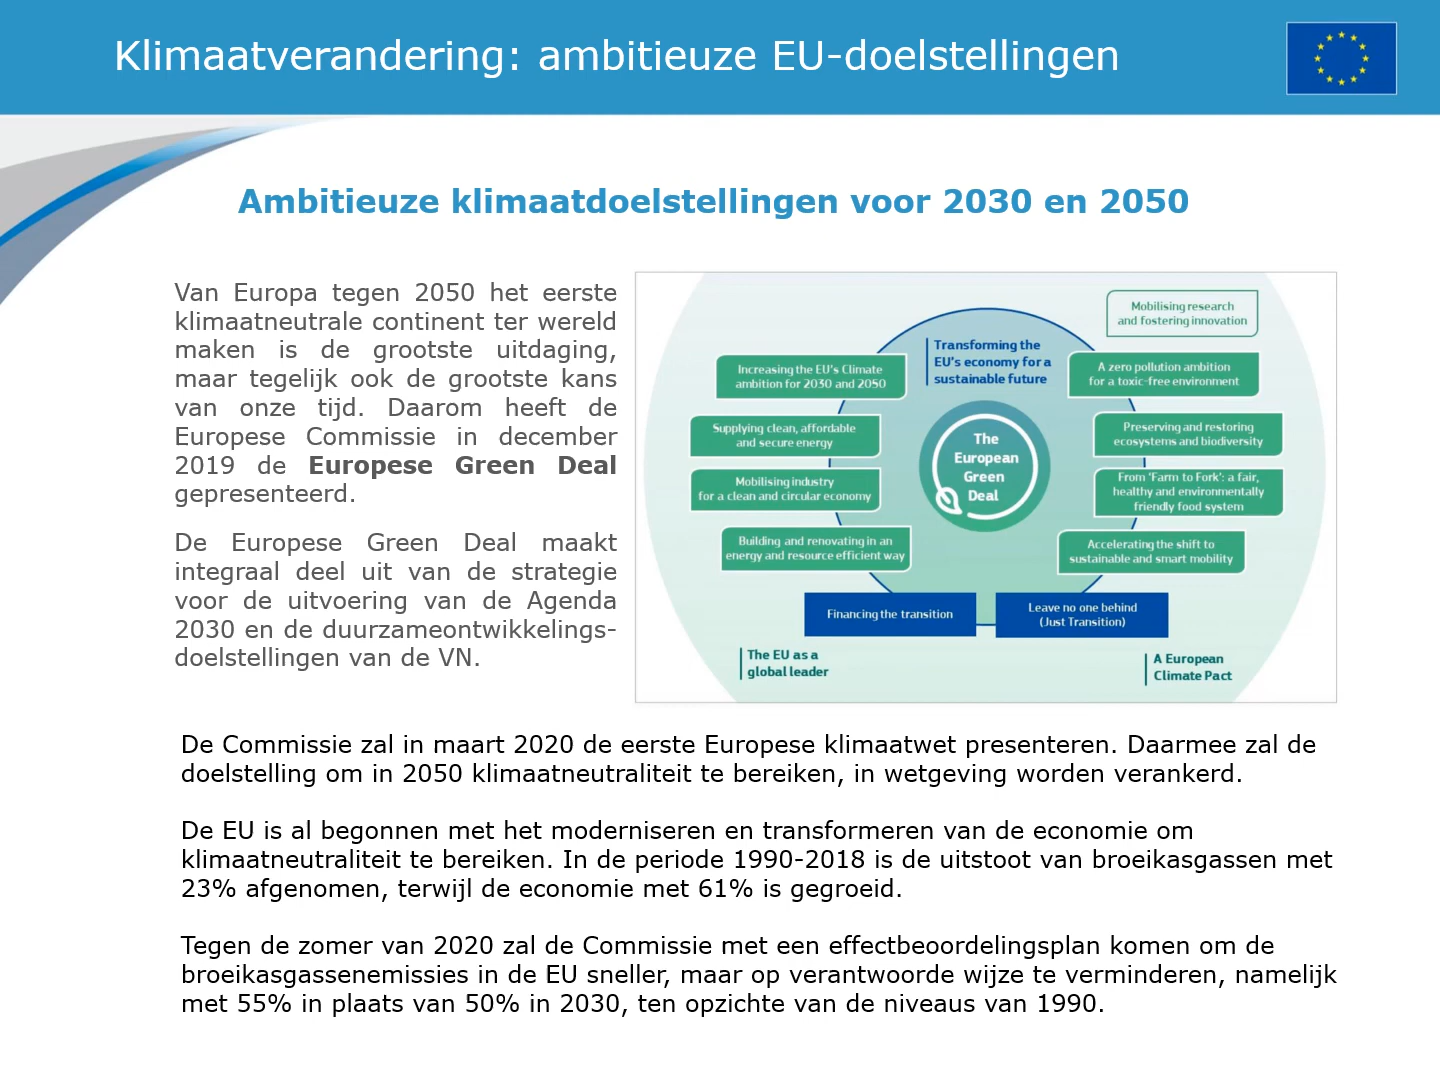 Klimaatverandering: ambitieuze EU-doelstellingen
Ambitieuze klimaatdoelstellingen voor 2030 en 2050
Van Europa tegen 2050 het eerste
klimaatneutrale continent ter wereld
maken is de grootste uitdaging,
maar tegelijk ook de grootste kans
van onze tijd. Daarom heeft de
Europese Commissie in december
2019 de Europese Green Deal
gepresenteerd.
De Europese Green Deal maakt
integraal deel uit van de strategie
voor de uitvoering van de Agenda
2030 en de duurzameontwikkelings-
doelstellingen van de VN.
Mobilising research
and fostering innovation
Transforming the
EU's economy for a
sustainable future
Increasing the EU's Climate
ambition for 2030 and 2050
A zero pollution ambition
for a toxic-free environment
Supplying clean, affordable
and secure energy
Preserving and restoring
ecosystems and biodiversity
The
European
Green
Deal
Mobilising industry
for a clean and circular economy
From 'Farm to Fork': a fair,
healthy and environmentally
friendly food system
Building and renovating in an
energy and resource efficient way
Accelerating the shift to
sustainable and smart mobility
Financing the transition
Leave no one behind
(Just Transition)
The EU as a
global leader
A European
Climate Pact
De Commissie zal in maart 2020 de eerste Europese klimaatwet presenteren. Daarmee zal de
doelstelling om in 2050 klimaatneutraliteit te bereiken, in wetgeving worden verankerd.
De EU is al begonnen met het moderniseren en transformeren van de economie om
klimaatneutraliteit te bereiken. In de periode 1990-2018 is de uitstoot van broeikasgassen met
23% afgenomen, terwijl de economie met 61% is gegroeid.
Tegen de zomer van 2020 zal de Commissie met een effectbeoordelingsplan komen om de
broeikasgassenemissies in de EU sneller, maar op verantwoorde wijze te verminderen, namelijk
met 55% in plaats van 50% in 2030, ten opzichte van de niveaus van 1990.